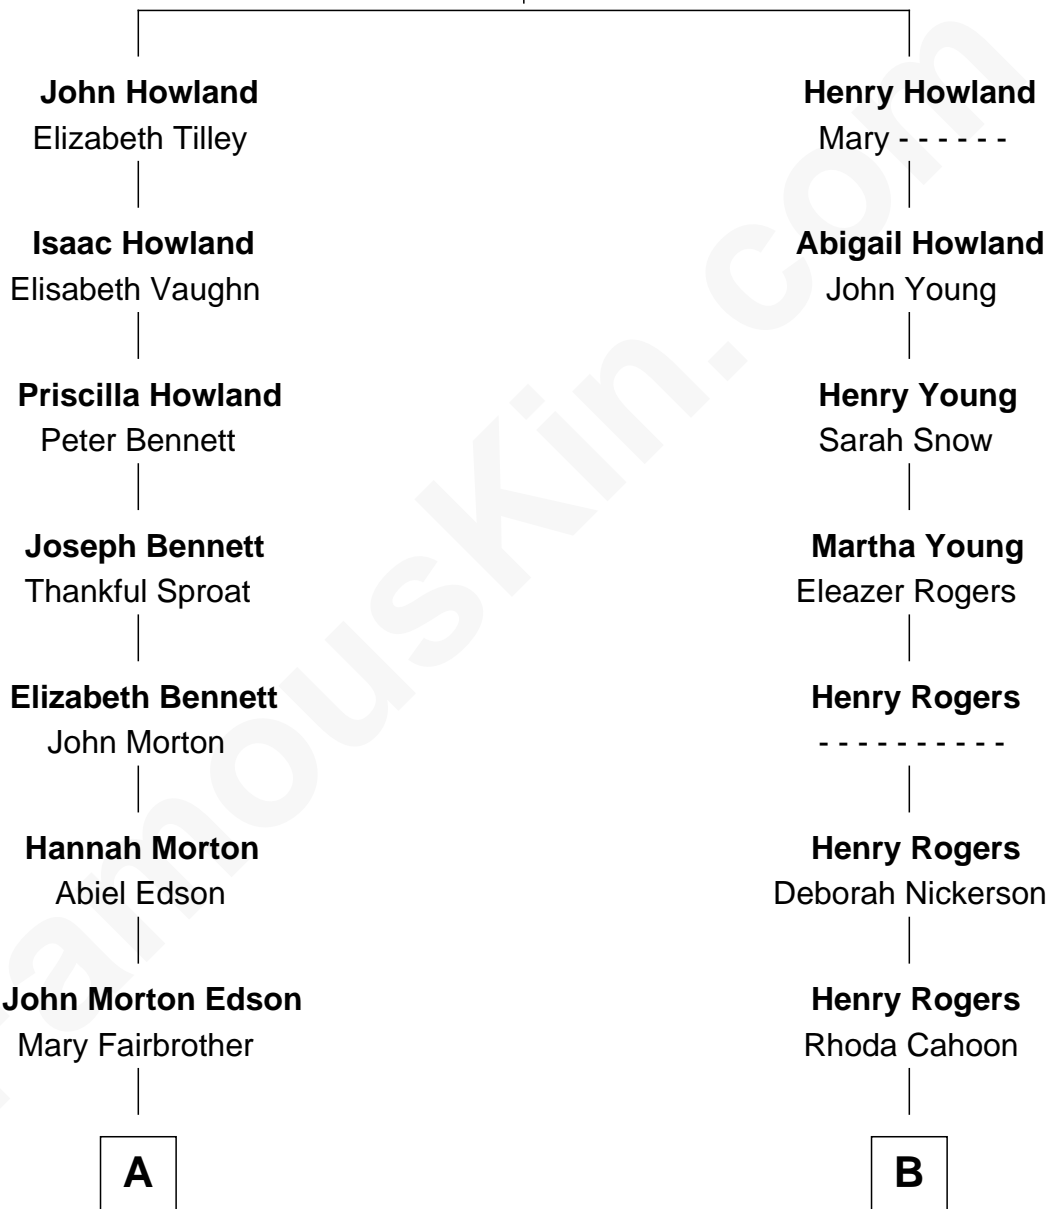 John Howland
Elizabeth Tilley
Isaac Howland
Elisabeth Vaughn
Priscilla Howland
Peter Bennett
Joseph Bennett
Thankful Sproat
Elizabeth Bennett
John Morton
Hannah Morton
Abiel Edson
John Morton Edson
Mary Fairbrother
A
Henry Howland
Mary - - - - - -
Abigail Howland
John Young
Henry Young
Sarah Snow
Martha Young
Eleazer Rogers
Henry Rogers
- - - - - - - - - -
Henry Rogers
Deborah Nickerson
Henry Rogers
Rhoda Cahoon
B
FamousKin.com